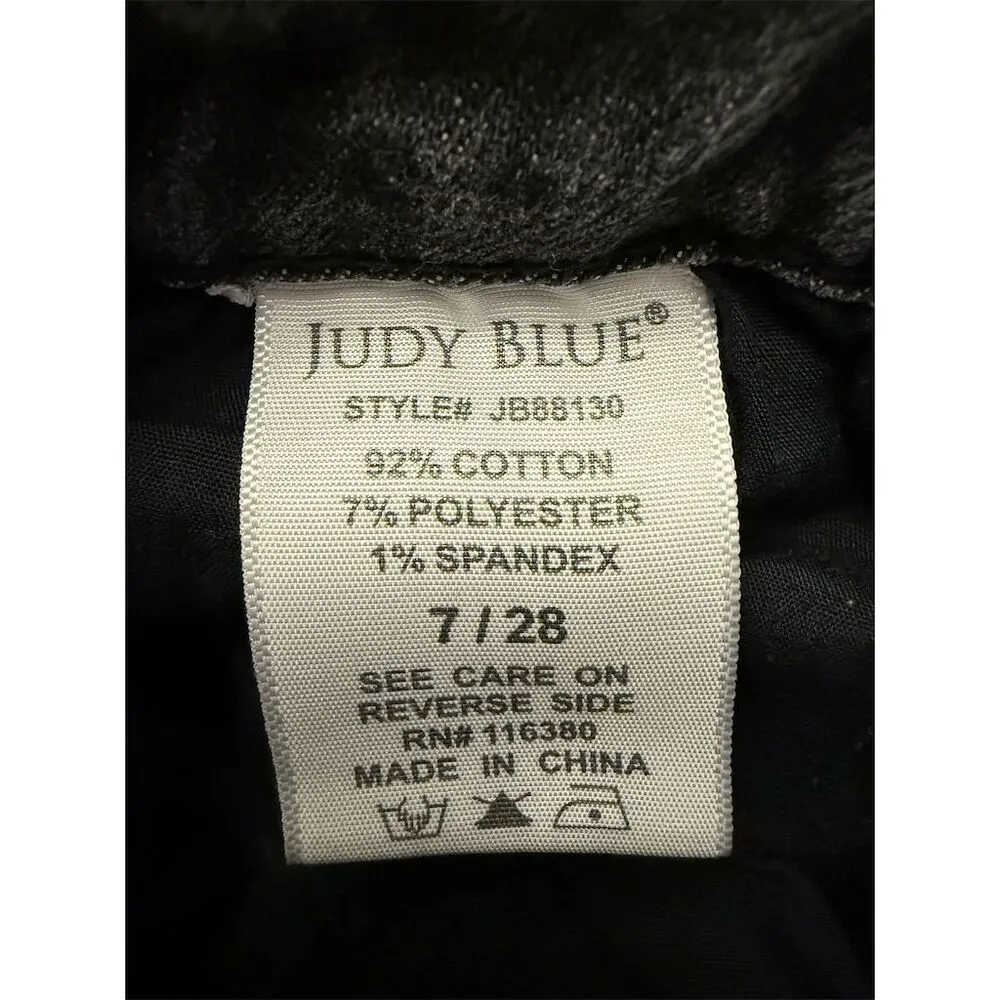 JUDY BLUE®
STYLE# JB88130
92% COTTON
7% POLYESTER
1% SPANDEX
7 / 28
SEE CARE ON
REVERSE SIDE
RN# 116380
MADE IN CHINA